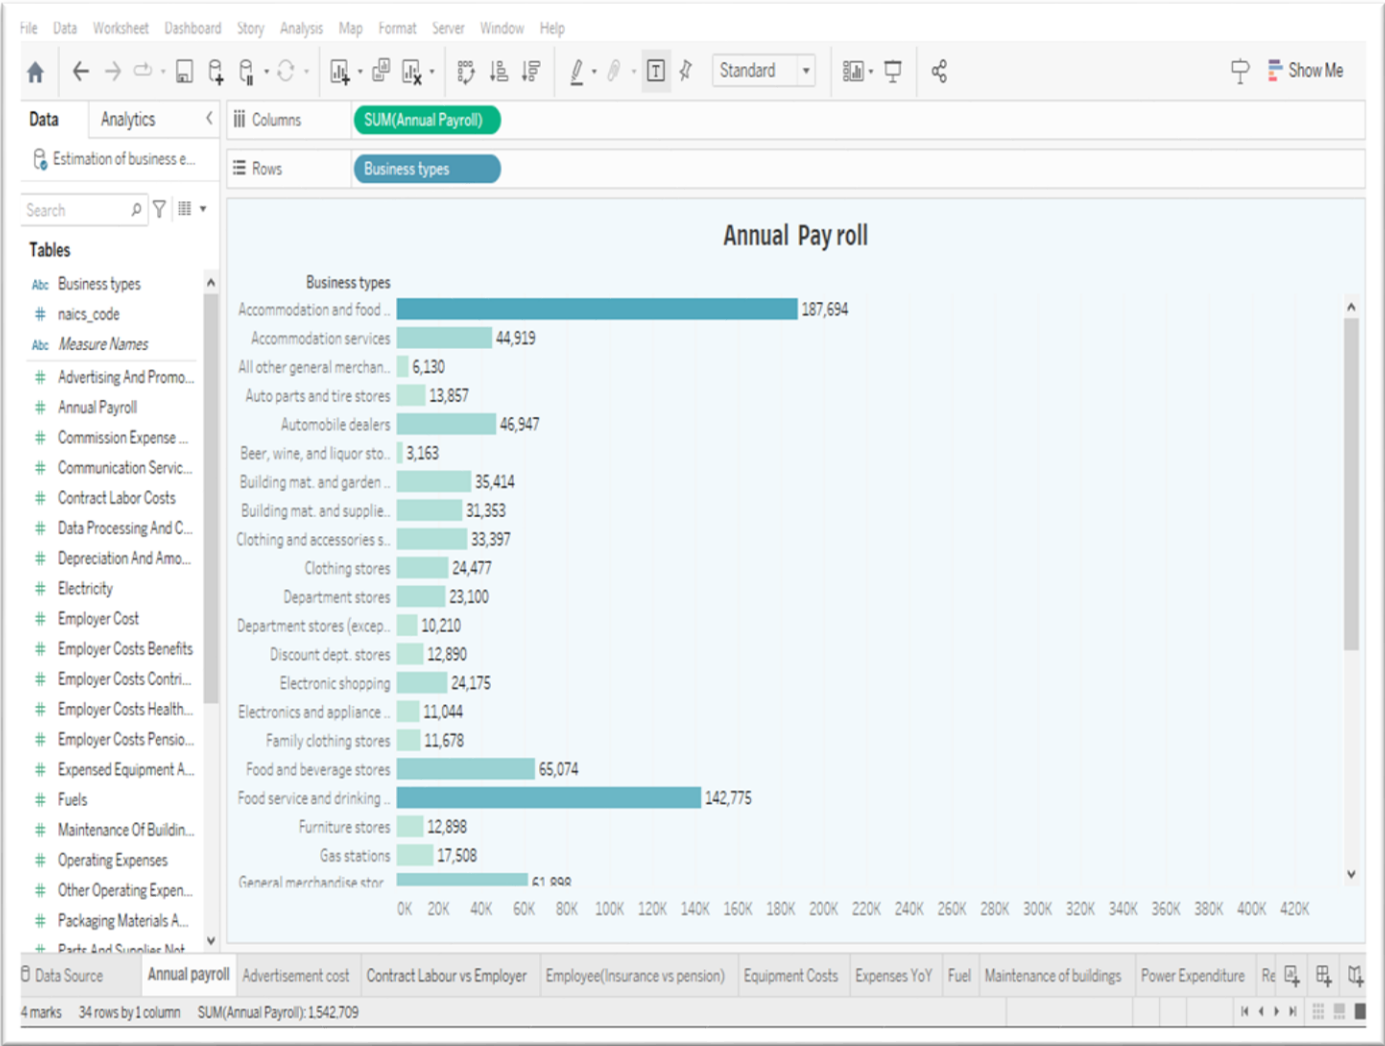 File Data Worksheet Dashboard Story Analysis Map Format Server Window Help
Standard
Show Me
Data Analytics
Columns SUM(Annual Payroll)
Estimation of business e...
Rows Business types
Search
Tables
Abc Business types
# naics_code
Abc Measure Names
# Advertising And Promo...
# Annual Payroll
# Commission Expense ...
# Communication Servic...
# Contract Labor Costs
# Data Processing And C...
# Depreciation And Amo...
# Electricity
# Employer Cost
# Employer Costs Benefits
# Employer Costs Contri...
# Employer Costs Health...
# Employer Costs Pensio...
# Expensed Equipment A...
# Fuels
# Maintenance Of Buildin...
# Operating Expenses
# Other Operating Expen...
# Packaging Materials A...
# Parts And Supplies Not
Annual Pay roll
Business types
Accommodation and food .. 187,694
Accommodation services 44,919
All other general merchan.. 6,130
Auto parts and tire stores 13,857
Automobile dealers 46,947
Beer, wine, and liquor sto.. 3,163
Building mat. and garden .. 35,414
Building mat. and supplie.. 31,353
Clothing and accessories s.. 33,397
Clothing stores 24,477
Department stores 23,100
Department stores (excep.. 10,210
Discount dept. stores 12,890
Electronic shopping 24,175
Electronics and appliance .. 11,044
Family clothing stores 11,678
Food and beverage stores 65,074
Food service and drinking .. 142,775
Furniture stores 12,898
Gas stations 17,508
General merchandise stor 61,898
0K 20K 40K 60K 80K 100K 120K 140K 160K 180K 200K 220K 240K 260K 280K 300K 320K 340K 360K 380K 400K 420K
Data Source Annual payroll Advertisement cost Contract Labour vs Employer Employee(Insurance vs pension) Equipment Costs Expenses YoY Fuel Maintenance of buildings Power Expenditure Re
4 marks 34 rows by 1 column SUM(Annual Payroll): 1,542,709